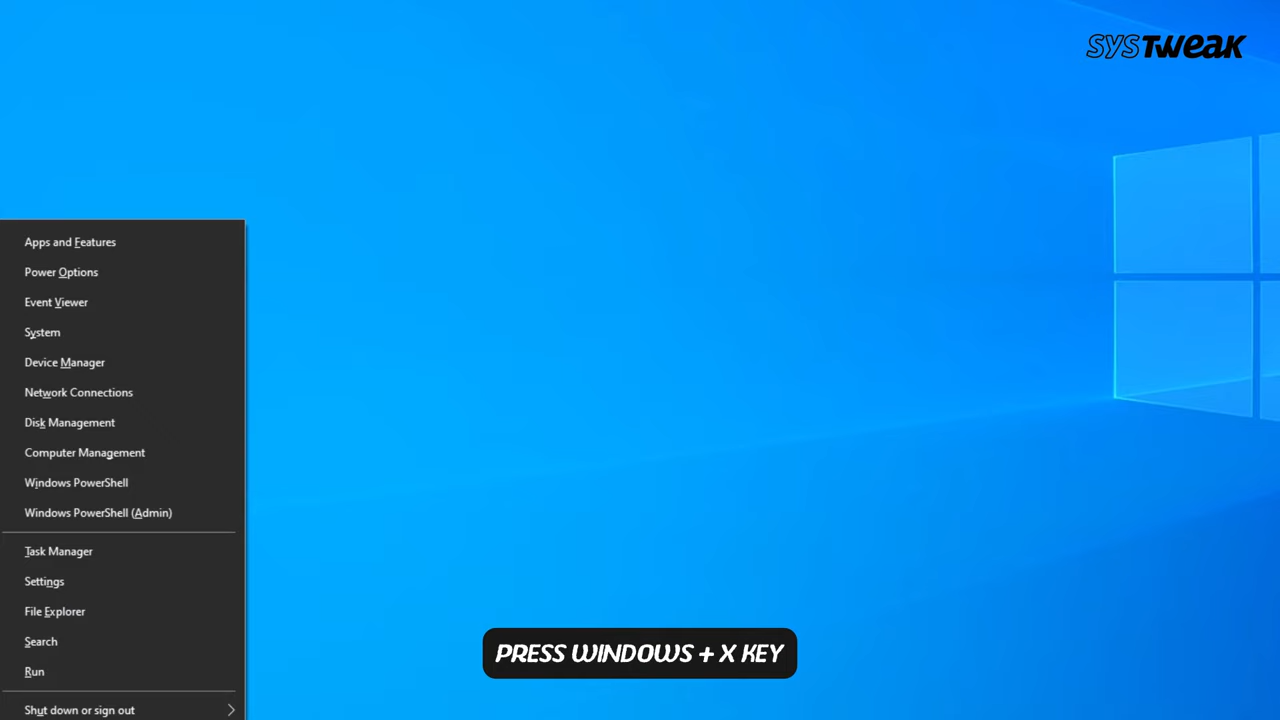 SYSTweak
Apps and Features
Power Options
Event Viewer
System
Device Manager
Network Connections
Disk Management
Computer Management
Windows PowerShell
Windows PowerShell (Admin)
Task Manager
Settings
File Explorer
Search
Run
Shut down or sign out
PRESS WINDOWS + X KEY